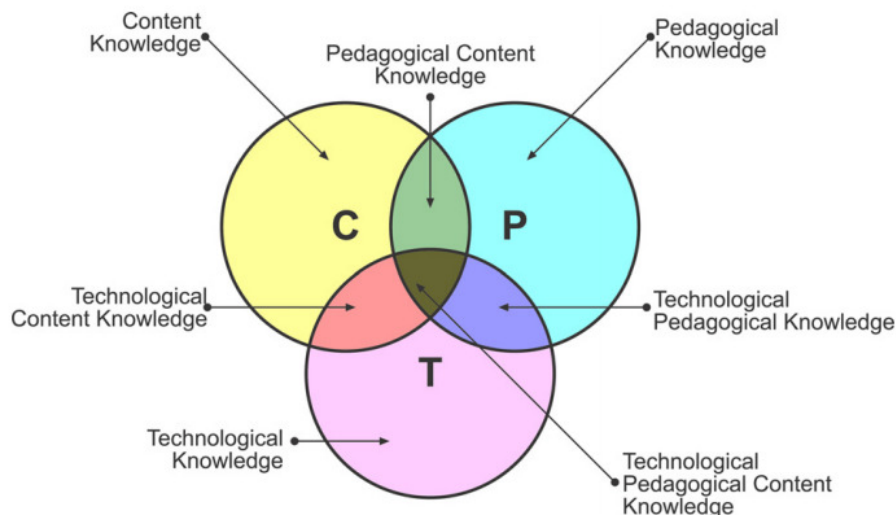 Content
Knowledge
Pedagogical Content
Knowledge
Pedagogical
Knowledge
C
P
Technological
Content Knowledge
Technological
Pedagogical Knowledge
T
Technological
Knowledge
Technological
Pedagogical Content
Knowledge